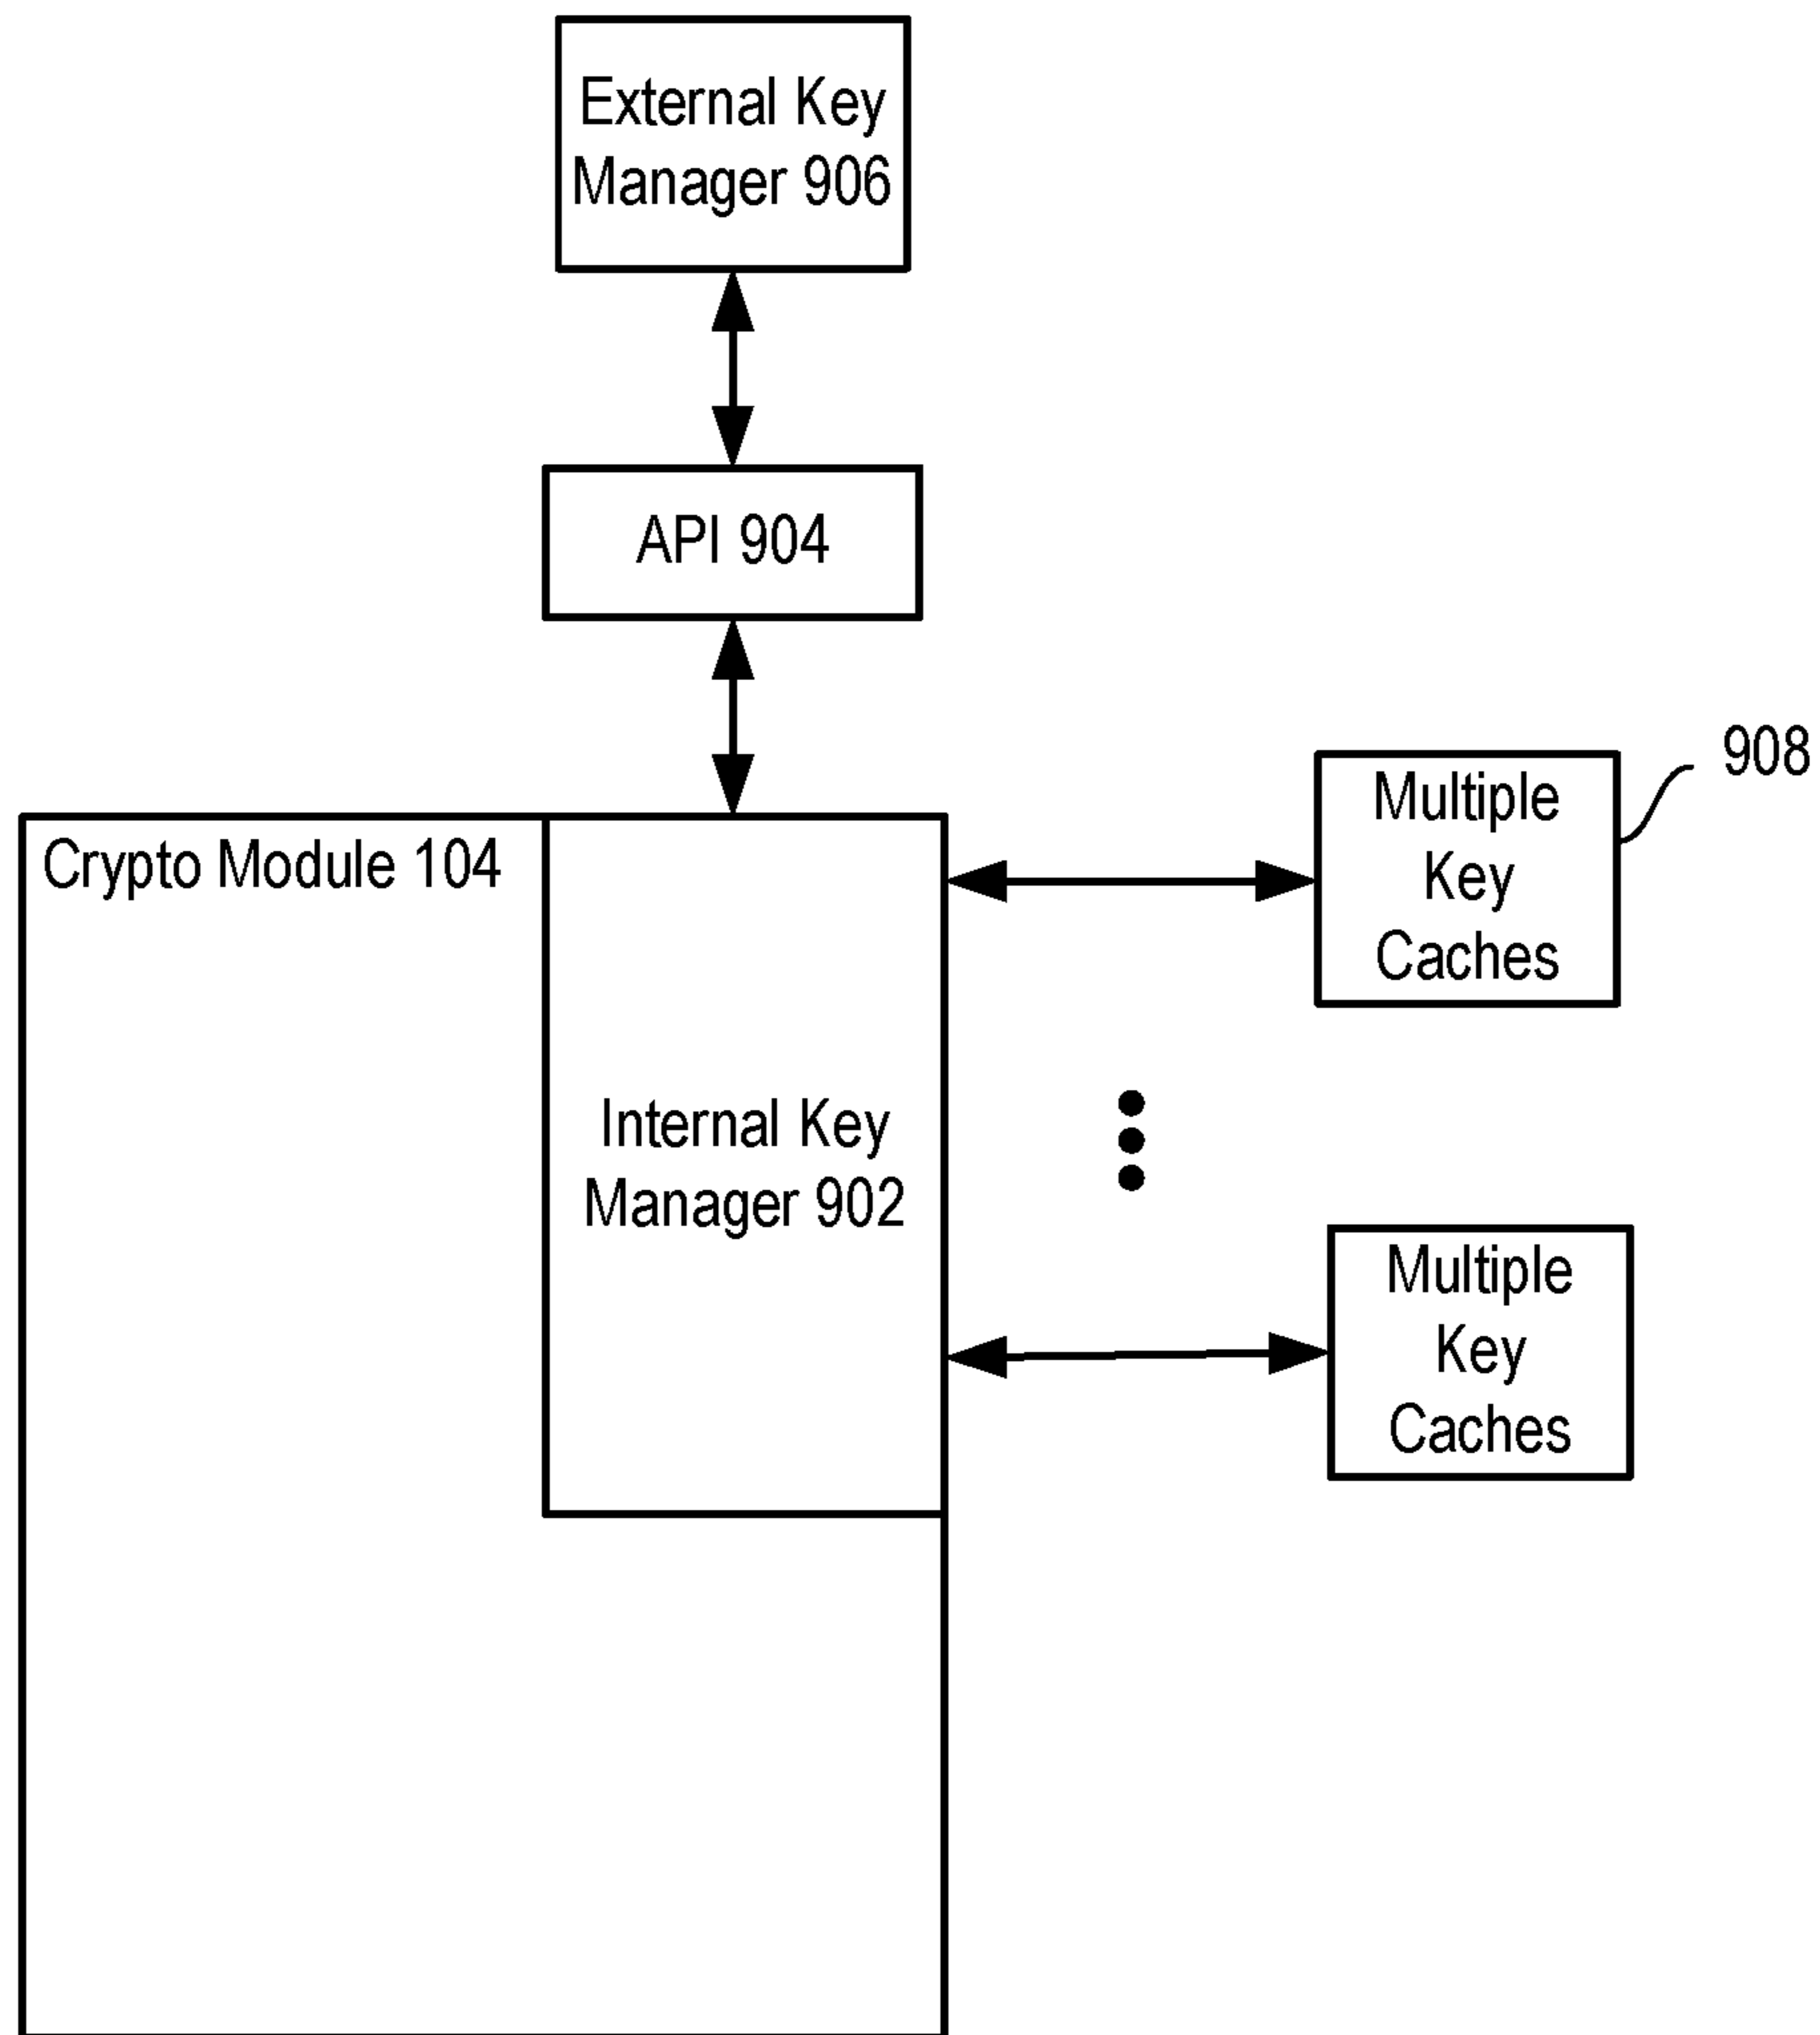 External Key
Manager 906
API 904
908
Multiple
Key
Caches
Crypto Module 104
Internal Key
Manager 902
Multiple
Key
Caches